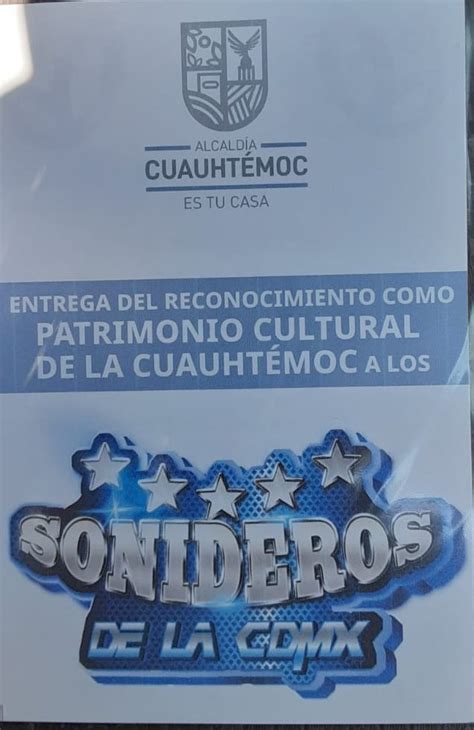 ALCALDÍA
CUAUHTÉMOC
ES TU CASA
ENTREGA DEL RECONOCIMIENTO COMO
PATRIMONIO CULTURAL
DE LA CUAUHTÉMOC A LOS
SONIDEROS
DE LA CDMX